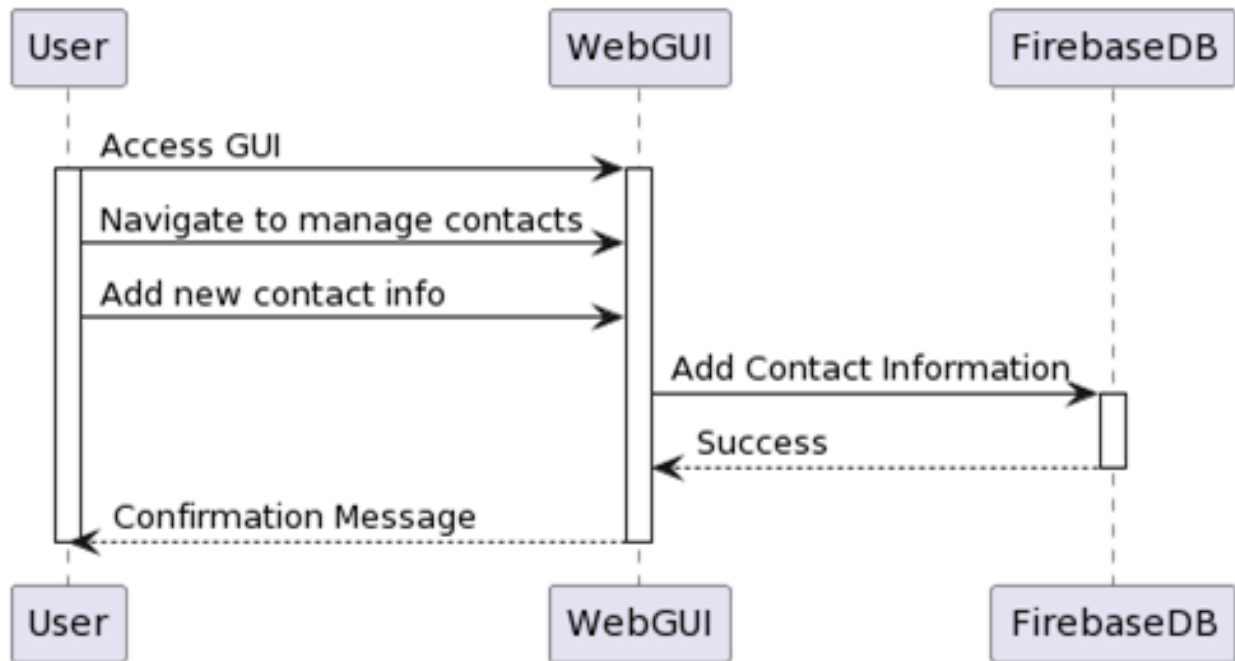 User
WebGUI
FirebaseDB
Access GUI
Navigate to manage contacts
Add new contact info
Add Contact Information
Success
Confirmation Message
User
WebGUI
FirebaseDB